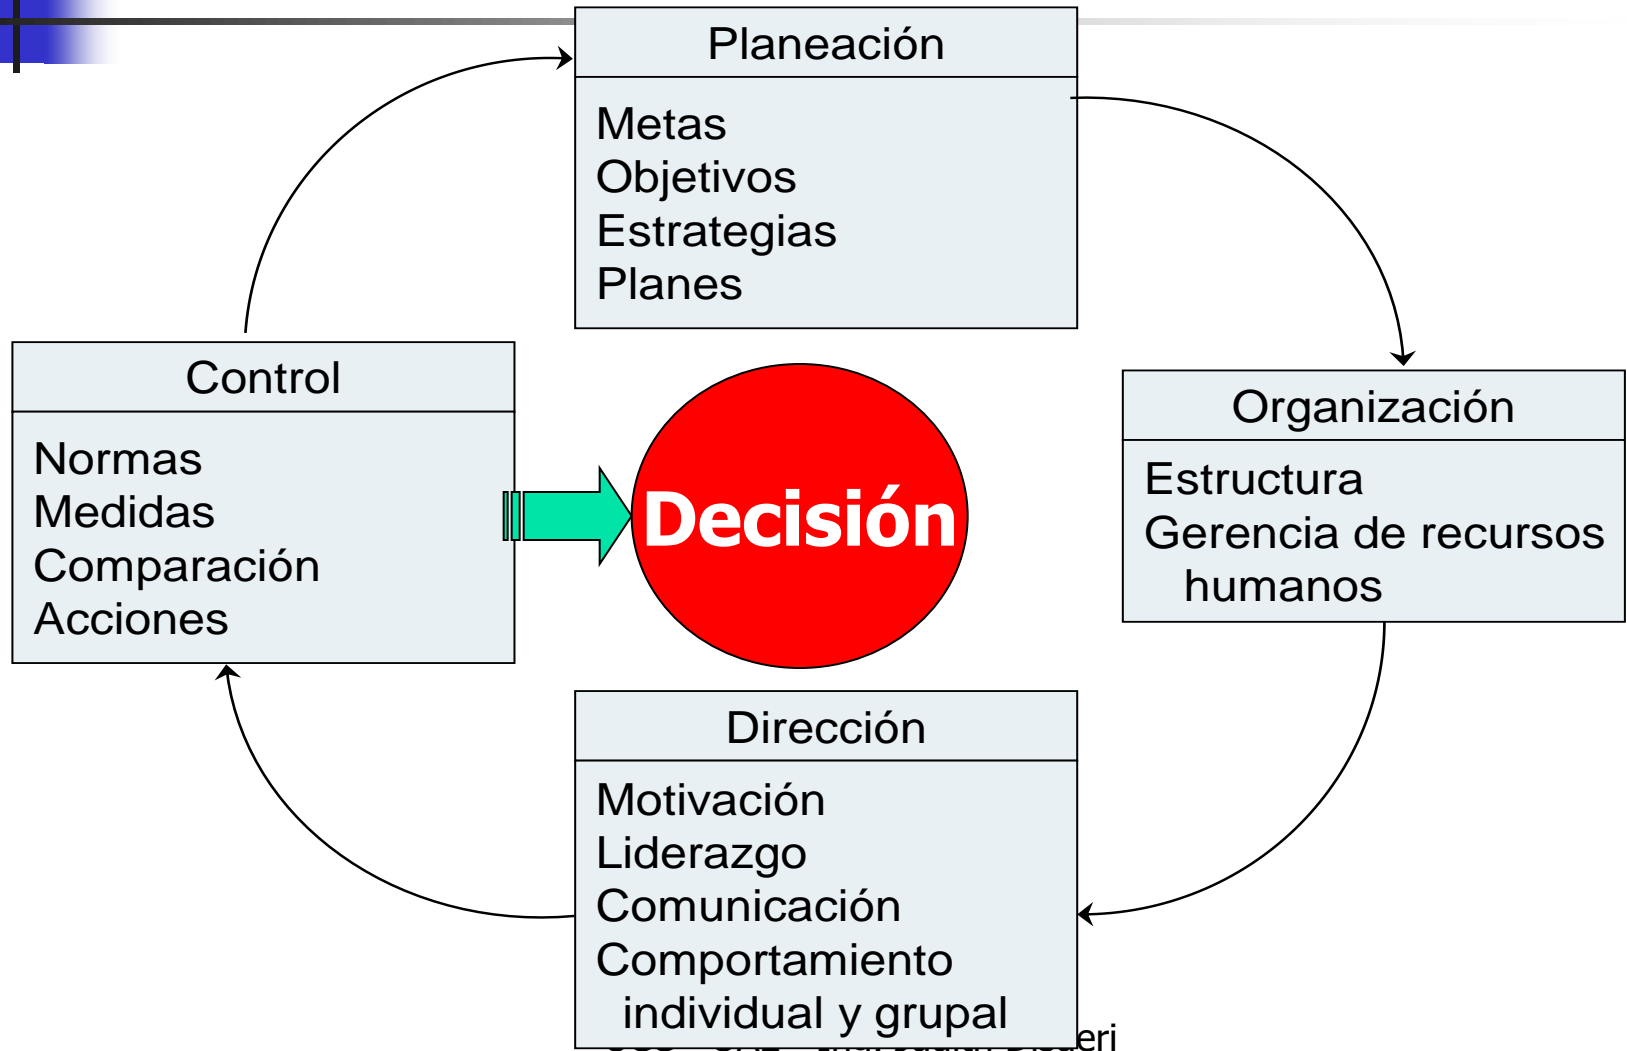 Planeación
Metas
Objetivos
Estrategias
Planes
Control
Normas
Medidas
Comparación
Acciones
Decisión
Organización
Estructura
Gerencia de recursos
humanos
Dirección
Motivación
Liderazgo
Comunicación
Comportamiento
individual y grupal